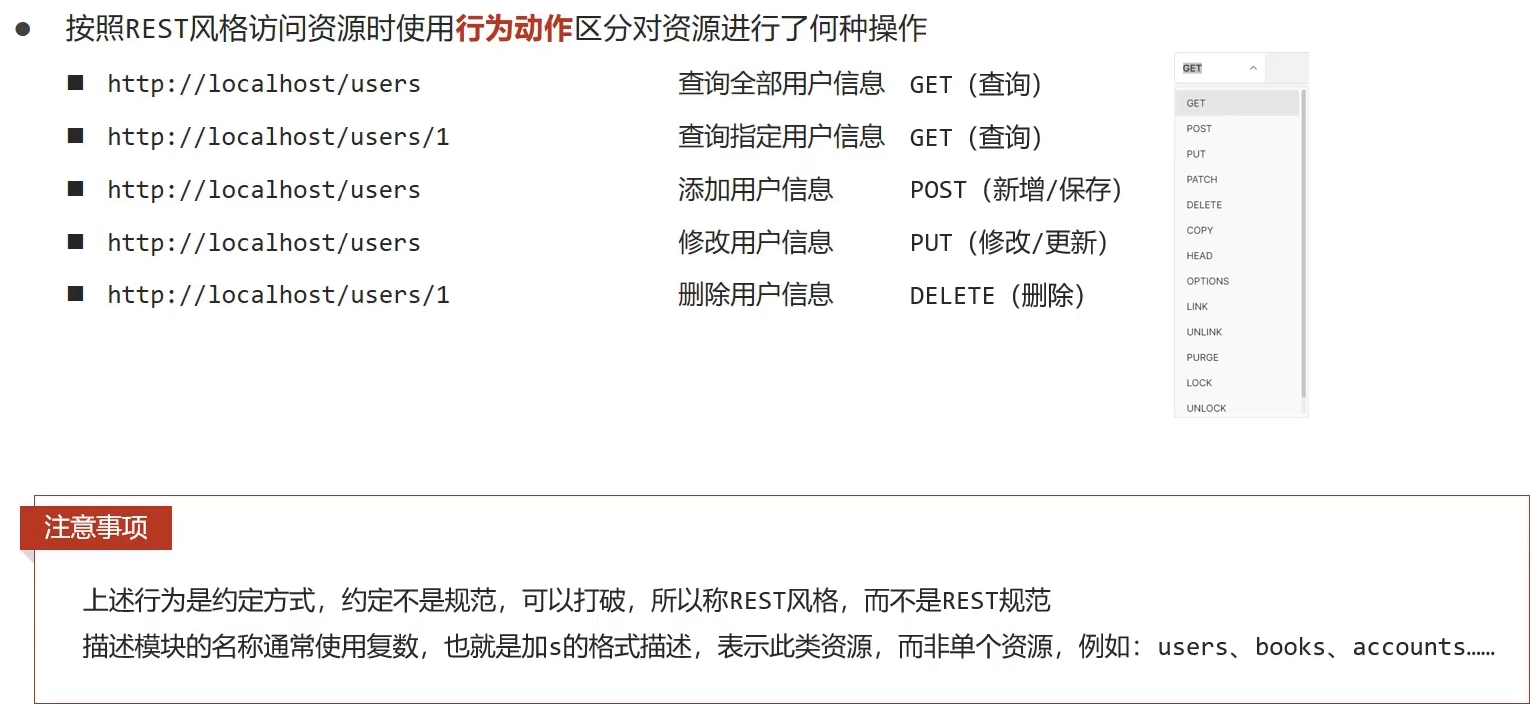 按照REST风格访问资源时使用行为动作区分对资源进行了何种操作
http://localhost/users 查询全部用户信息 GET（查询）
http://localhost/users/1 查询指定用户信息 GET（查询）
http://localhost/users 添加用户信息 POST（新增/保存）
http://localhost/users 修改用户信息 PUT（修改/更新）
http://localhost/users/1 删除用户信息 DELETE（删除）
GET
GET
POST
PUT
PATCH
DELETE
COPY
HEAD
OPTIONS
LINK
UNLINK
PURGE
LOCK
UNLOCK
注意事项
上述行为是约定方式，约定不是规范，可以打破，所以称REST风格，而不是REST规范
描述模块的名称通常使用复数，也就是加s的格式描述，表示此类资源，而非单个资源，例如：users、books、accounts……